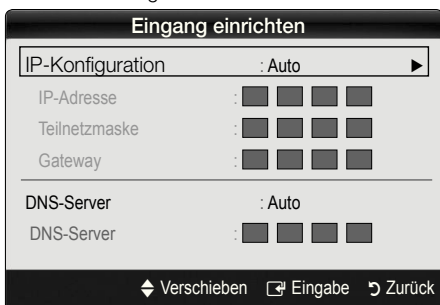 Eingang einrichten
IP-Konfiguration : Auto ►
IP-Adresse :
Teilnetzmaske :
Gateway :
DNS-Server : Auto
DNS-Server :
Verschieben Eingabe Zurück